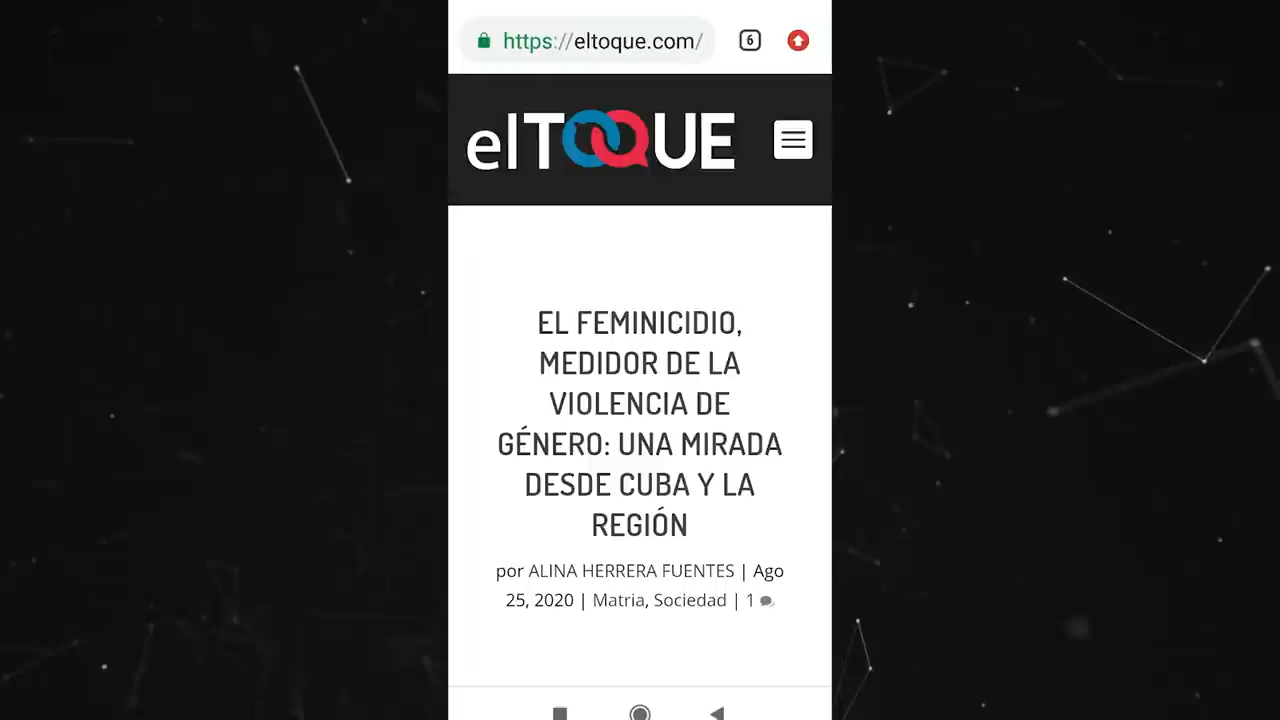 https://eltoque.com/
6
elTOQUE
EL FEMINICIDIO,
MEDIDOR DE LA
VIOLENCIA DE
GÉNERO: UNA MIRADA
DESDE CUBA Y LA
REGIÓN
por ALINA HERRERA FUENTES | Ago
25, 2020 | Matria, Sociedad | 1